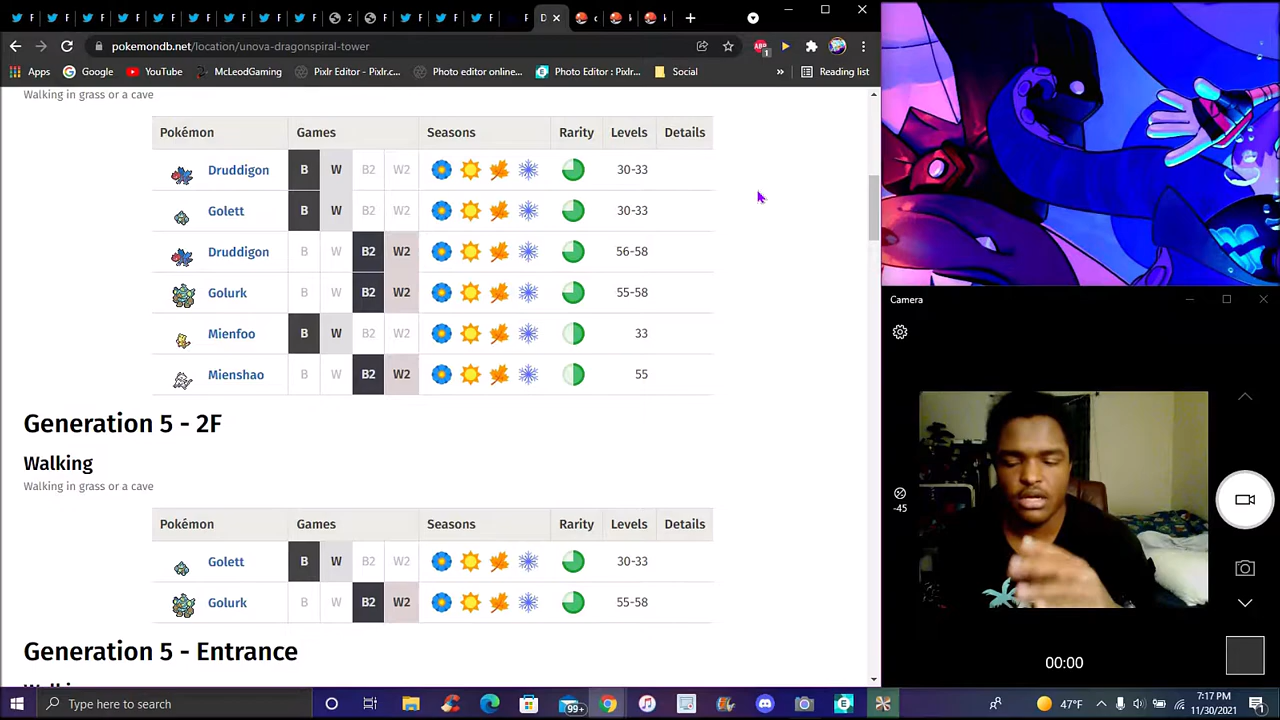 pokemondb.net/location/unova-dragonspiral-tower
Apps Google YouTube McLeodGaming Pixlr Editor - Pixlr.c... Photo editor online... Photo Editor : Pixlr... Social » Reading list
Walking in grass or a cave
Pokémon Games Seasons Rarity Levels Details
Druddigon B W B2 W2 30-33
Golett B W B2 W2 30-33
Druddigon B W B2 W2 56-58
Golurk B W B2 W2 55-58
Mienfoo B W B2 W2 33
Mienshao B W B2 W2 55
Generation 5 - 2F
Walking
Walking in grass or a cave
Pokémon Games Seasons Rarity Levels Details
Golett B W B2 W2 30-33
Golurk B W B2 W2 55-58
Generation 5 - Entrance
Camera
-45
00:00
Type here to search
99+
47°F
7:17 PM
11/30/2021